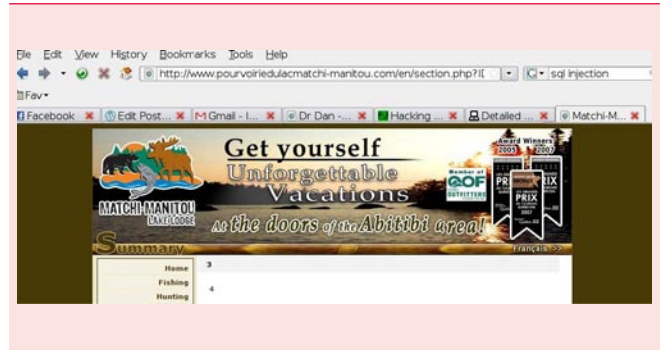 File Edit View History Bookmarks Tools Help
http://www.pourvoiriedulacmatchi-manitou.com/en/section.php?I
sql injection
Fav
Facebook Edit Post... Gmail - I... Dr Dan -... Hacking ... Detailed ... Matchi-M...
Get yourself
Unforgettable
Vacations
At the doors of the Abitibi area!
MATCHI-MANITOU
LAKE LODGE
Member of
QOF
OUTFITTERS
Award Winners
2005 2007
PRIX
2007
Summary
Français >>
Home
Fishing
Hunting
3
4